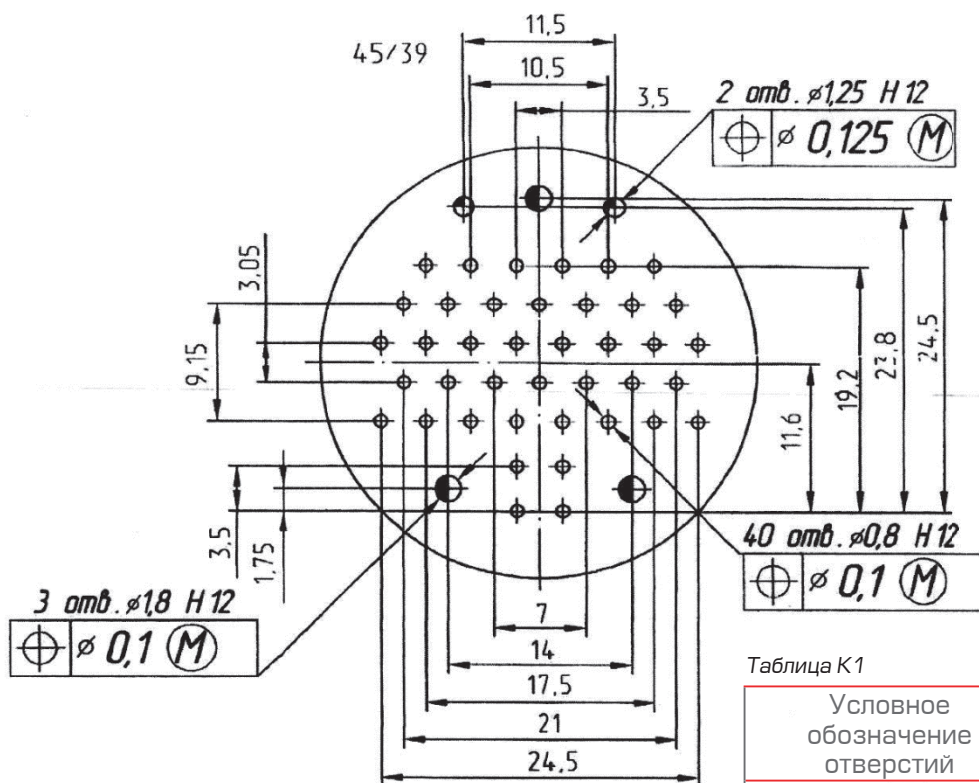 11,5
45/39
10,5
3,5
2 отв. ⌀1,25 H12
⌀ 0,125 Ⓜ
3,05
9,15
11,6
19,2
23,8
24,5
3,5
1,75
40 отв. ⌀0,8 H12
⌀ 0,1 Ⓜ
3 отв. ⌀1,8 H12
⌀ 0,1 Ⓜ
7
14
17,5
21
24,5
Таблица К1
Условное
обозначение
отверстий